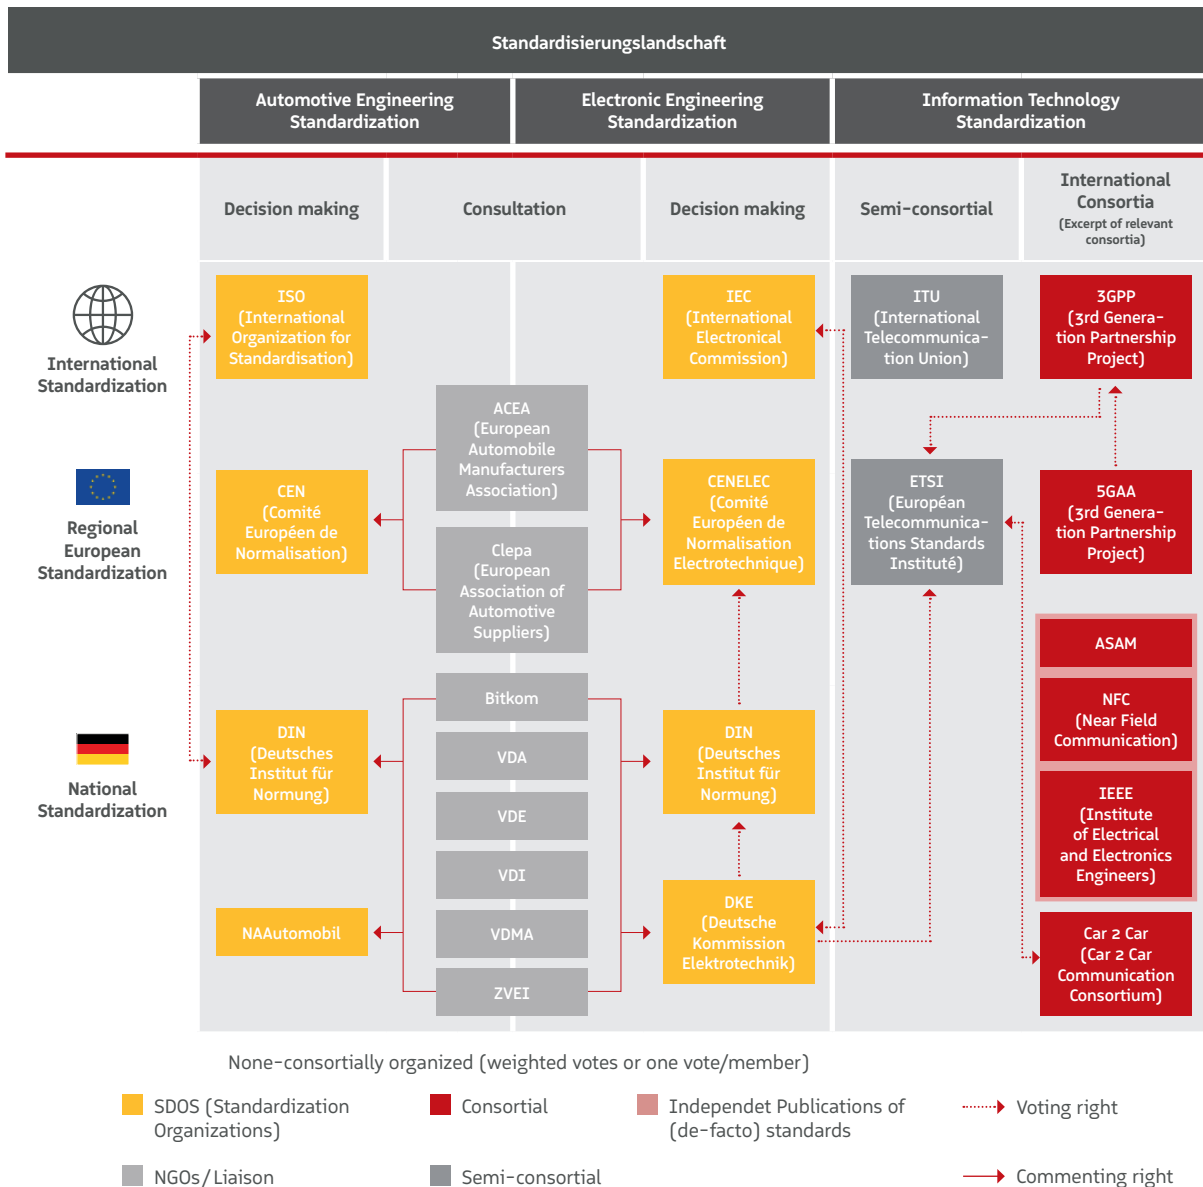 Standardisierungslandschaft
Automotive Engineering
Standardization
Electronic Engineering
Standardization
Information Technology
Standardization
Decision making
Consultation
Decision making
Semi-consortial
International
Consortia
(Excerpt of relevant
consortia)
International
Standardization
ISO
(International
Organization for
Standardisation)
IEC
(International
Electronical
Commission)
ITU
(International
Telecommunica-
tion Union)
3GPP
(3rd Genera-
tion Partnership
Project)
ACEA
(European
Automobile
Manufacturers
Association)
Regional
European
Standardization
CEN
(Comité
Européen de
Normalisation)
Clepa
(European
Association of
Automotive
Suppliers)
CENELEC
(Comité
Européen de
Normalisation
Electrotechnique)
ETSI
(Européan
Telecommunica-
tions Standards
Instituté)
5GAA
(3rd Genera-
tion Partnership
Project)
ASAM
NFC
(Near Field
Communication)
IEEE
(Institute
of Electrical
and Electronics
Engineers)
Car 2 Car
(Car 2 Car
Communication
Consortium)
National
Standardization
DIN
(Deutsches
Institut für
Normung)
NAAutomobil
Bitkom
VDA
VDE
VDI
VDMA
ZVEI
DIN
(Deutsches
Institut für
Normung)
DKE
(Deutsche
Kommission
Elektrotechnik)
None-consortially organized (weighted votes or one vote/member)
SDOS (Standardization
Organizations)
Consortial
Independet Publications of
(de-facto) standards
Voting right
NGOs/Liaison
Semi-consortial
Commenting right